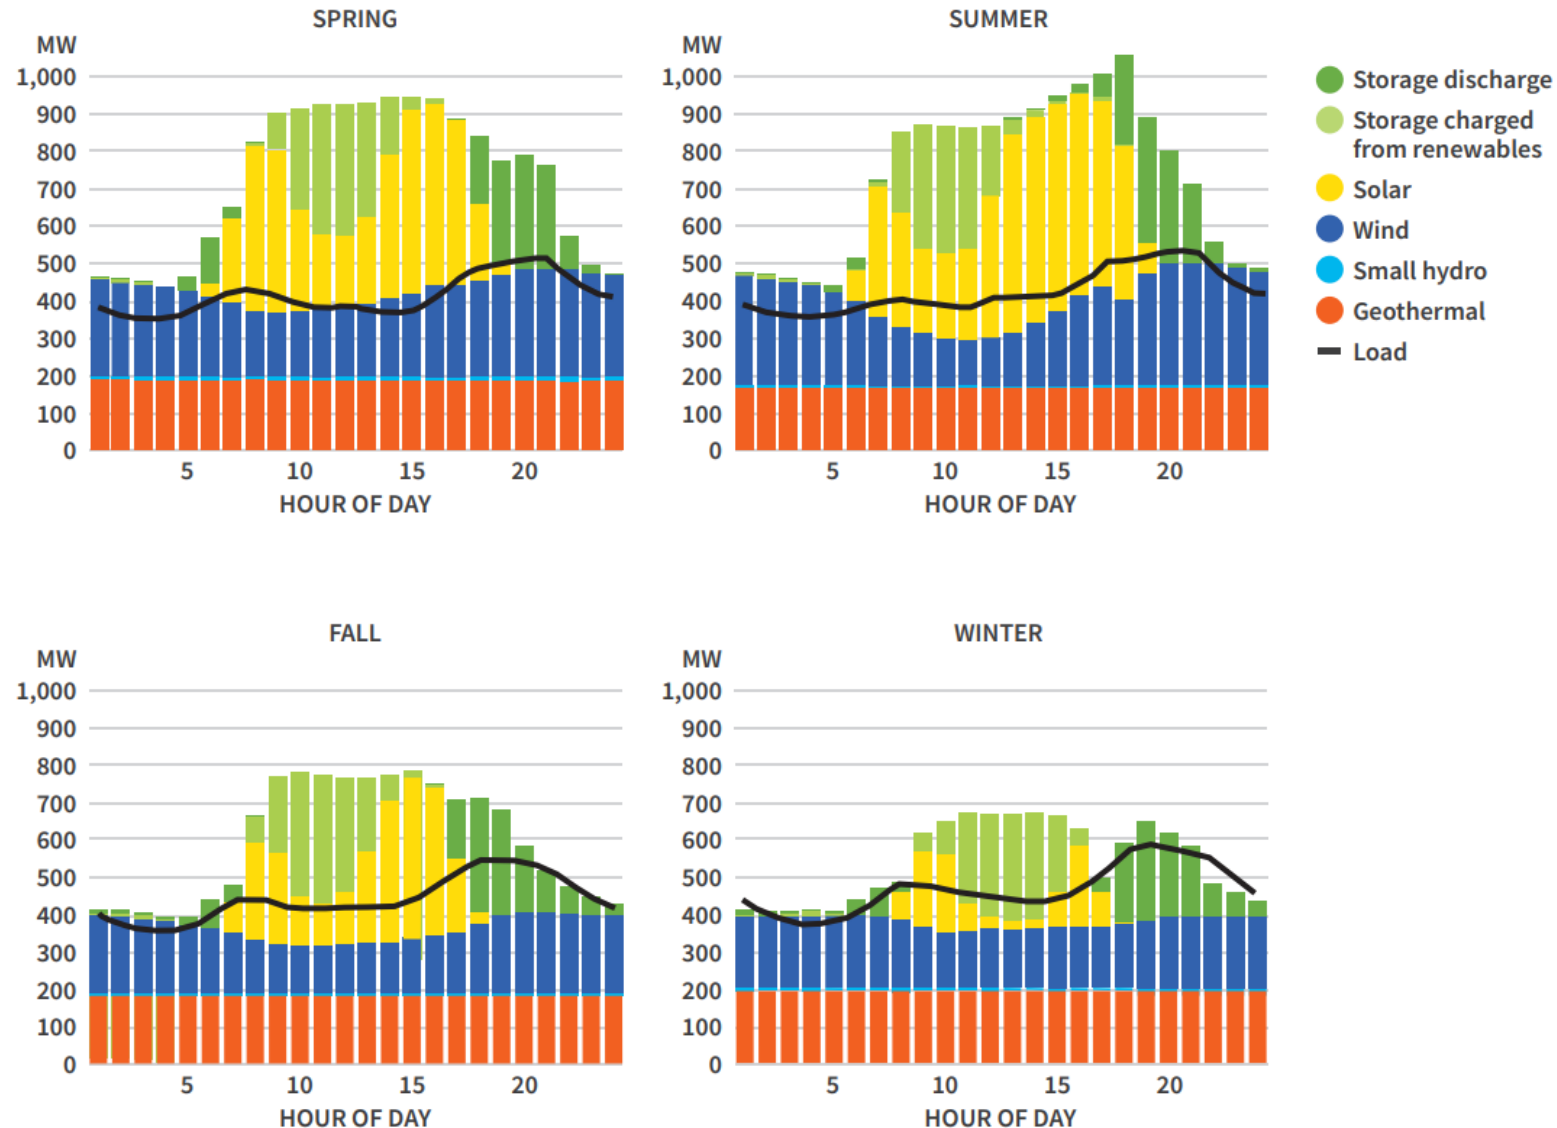 SPRING
MW
1,000
900
800
700
600
500
400
300
200
100
0
5 10 15 20
HOUR OF DAY
SUMMER
MW
1,000
900
800
700
600
500
400
300
200
100
0
5 10 15 20
HOUR OF DAY
Storage discharge
Storage charged
from renewables
Solar
Wind
Small hydro
Geothermal
Load
FALL
MW
1,000
900
800
700
600
500
400
300
200
100
0
5 10 15 20
HOUR OF DAY
WINTER
MW
1,000
900
800
700
600
500
400
300
200
100
0
5 10 15 20
HOUR OF DAY